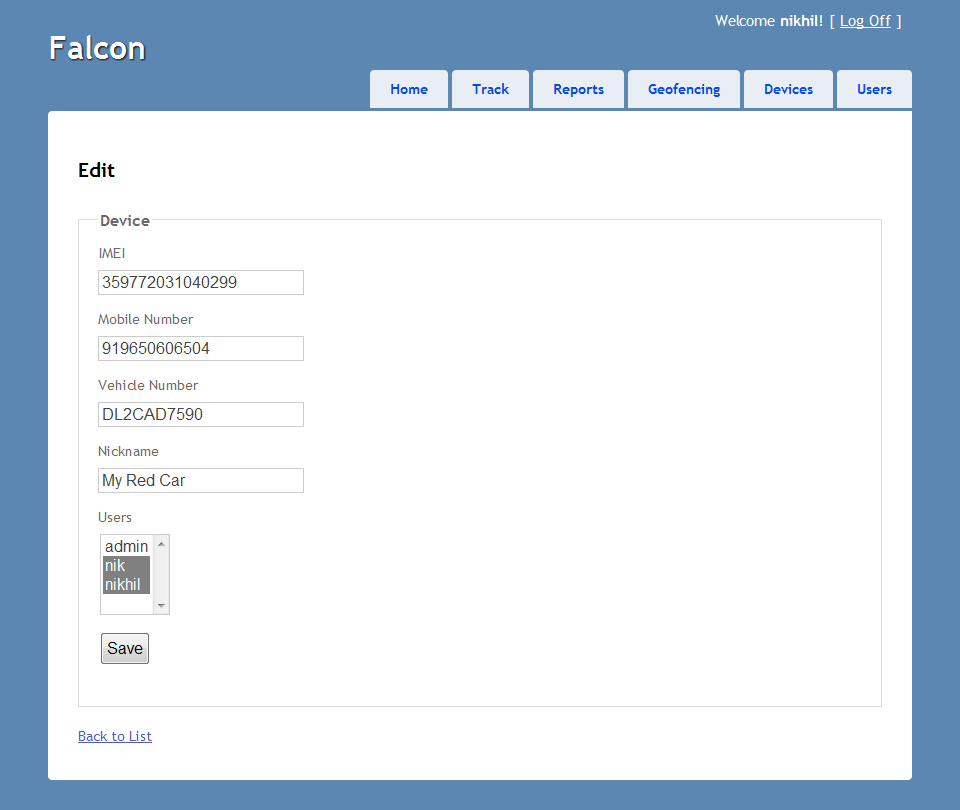 Welcome nikhil! [ Log Off ]
Falcon
Home Track Reports Geofencing Devices Users
Edit
Device
IMEI
359772031040299
Mobile Number
919650606504
Vehicle Number
DL2CAD7590
Nickname
My Red Car
Users
admin
nik
nikhil
Save
Back to List